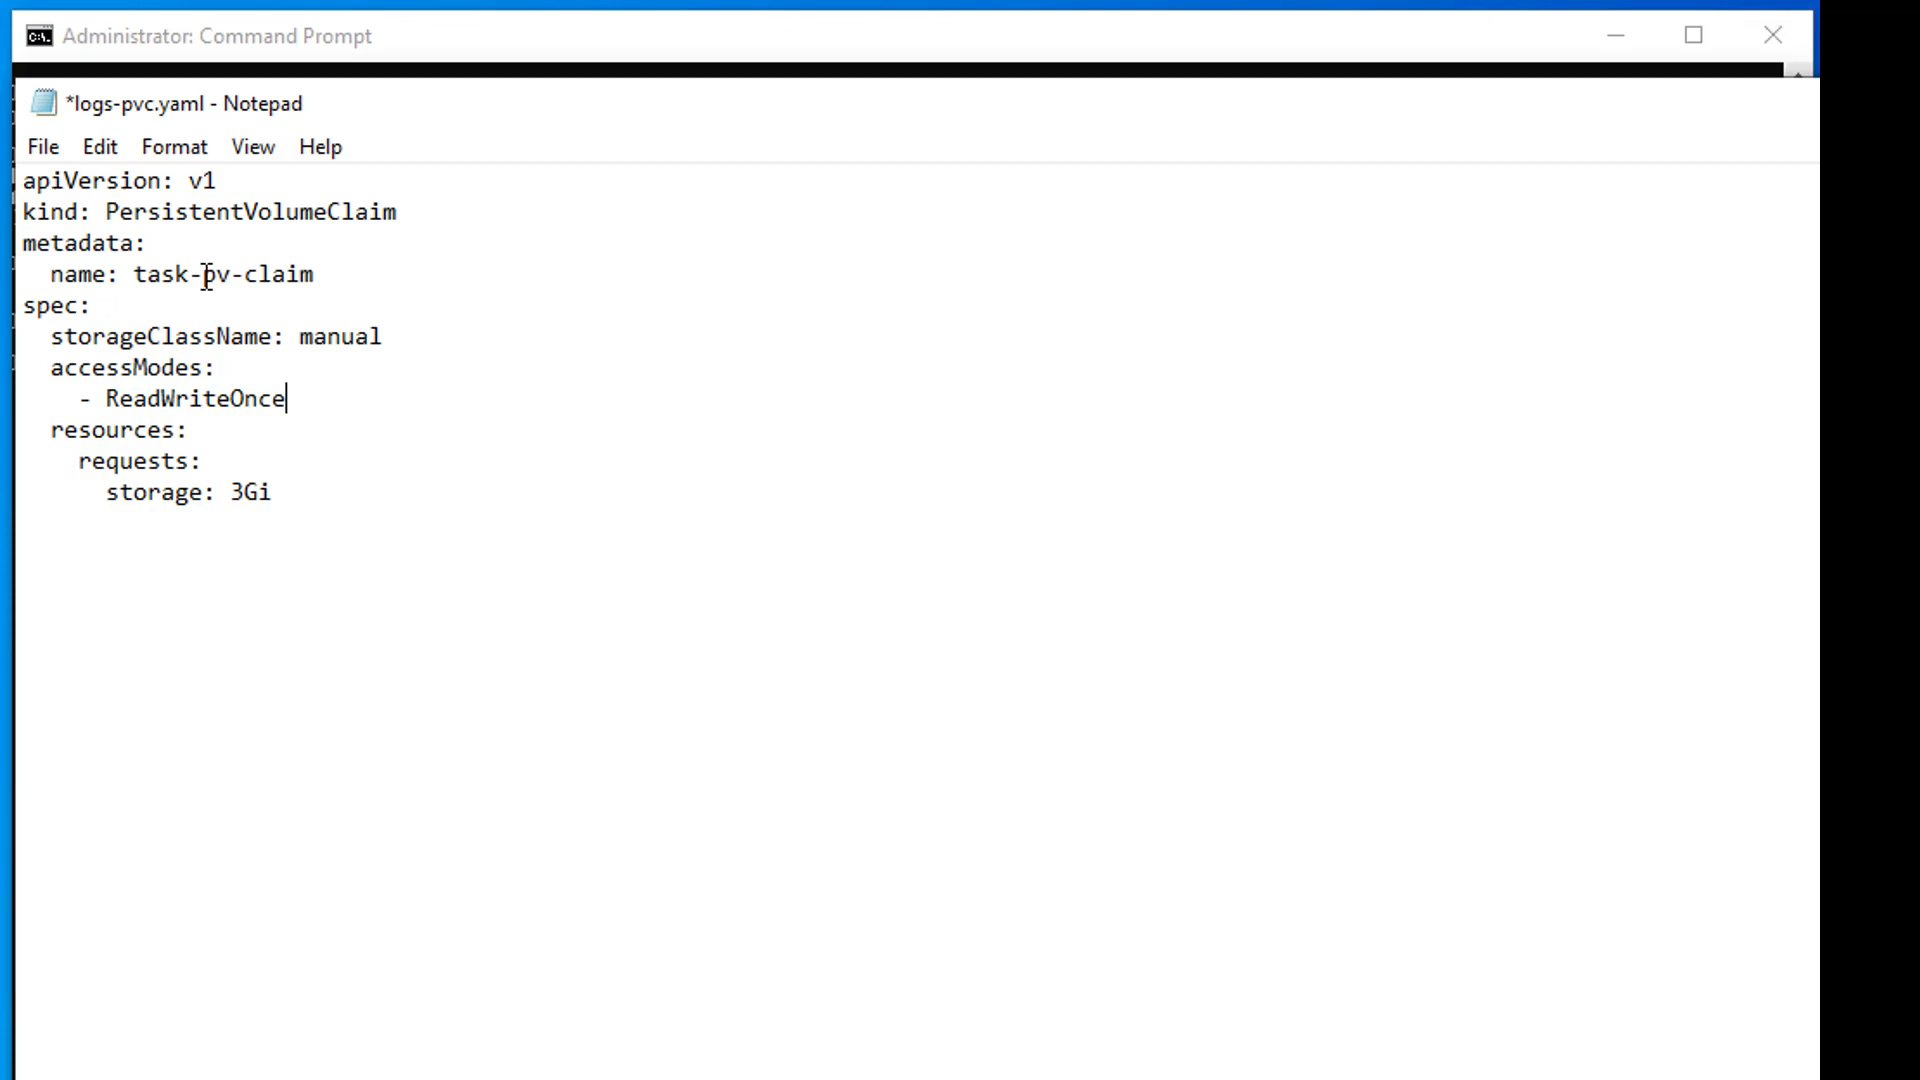 Administrator: Command Prompt
*logs-pvc.yaml - Notepad
File Edit Format View Help
apiVersion: v1
kind: PersistentVolumeClaim
metadata:
  name: task-pv-claim
spec:
  storageClassName: manual
  accessModes:
    - ReadWriteOnce
  resources:
    requests:
      storage: 3Gi